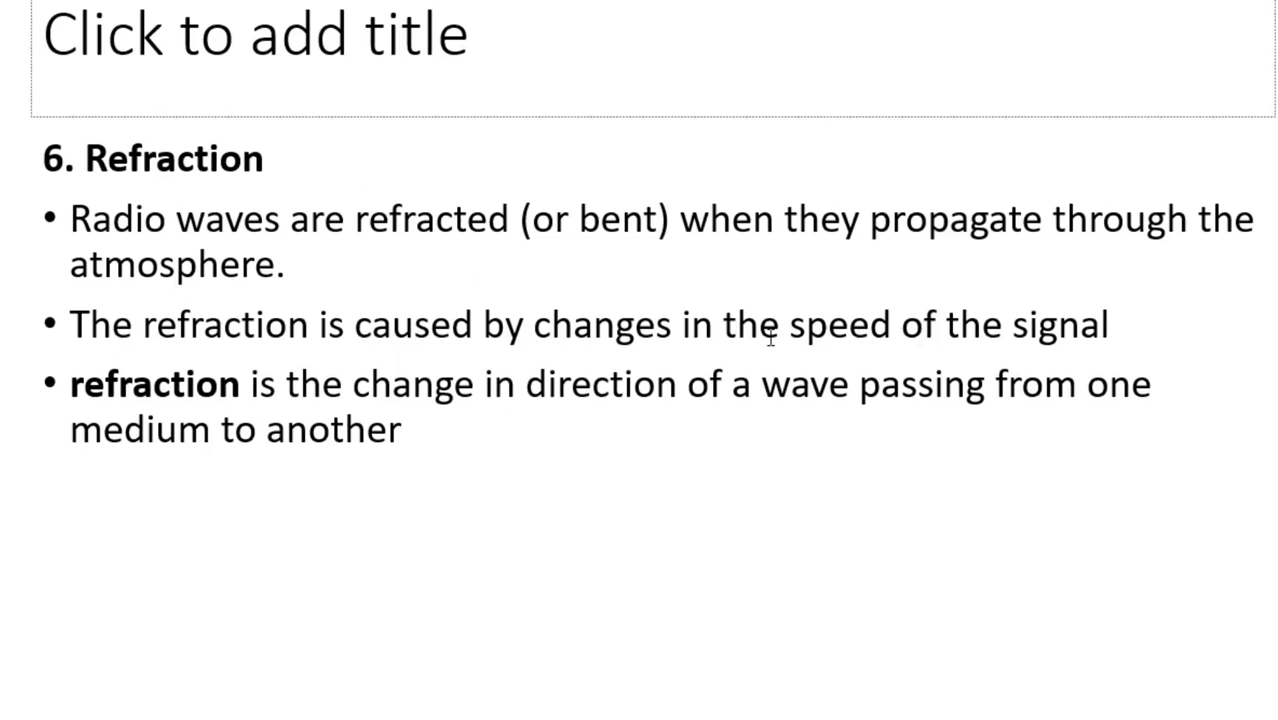 Click to add title
6. Refraction
• Radio waves are refracted (or bent) when they propagate through the
atmosphere.
• The refraction is caused by changes in the speed of the signal
• refraction is the change in direction of a wave passing from one
medium to another